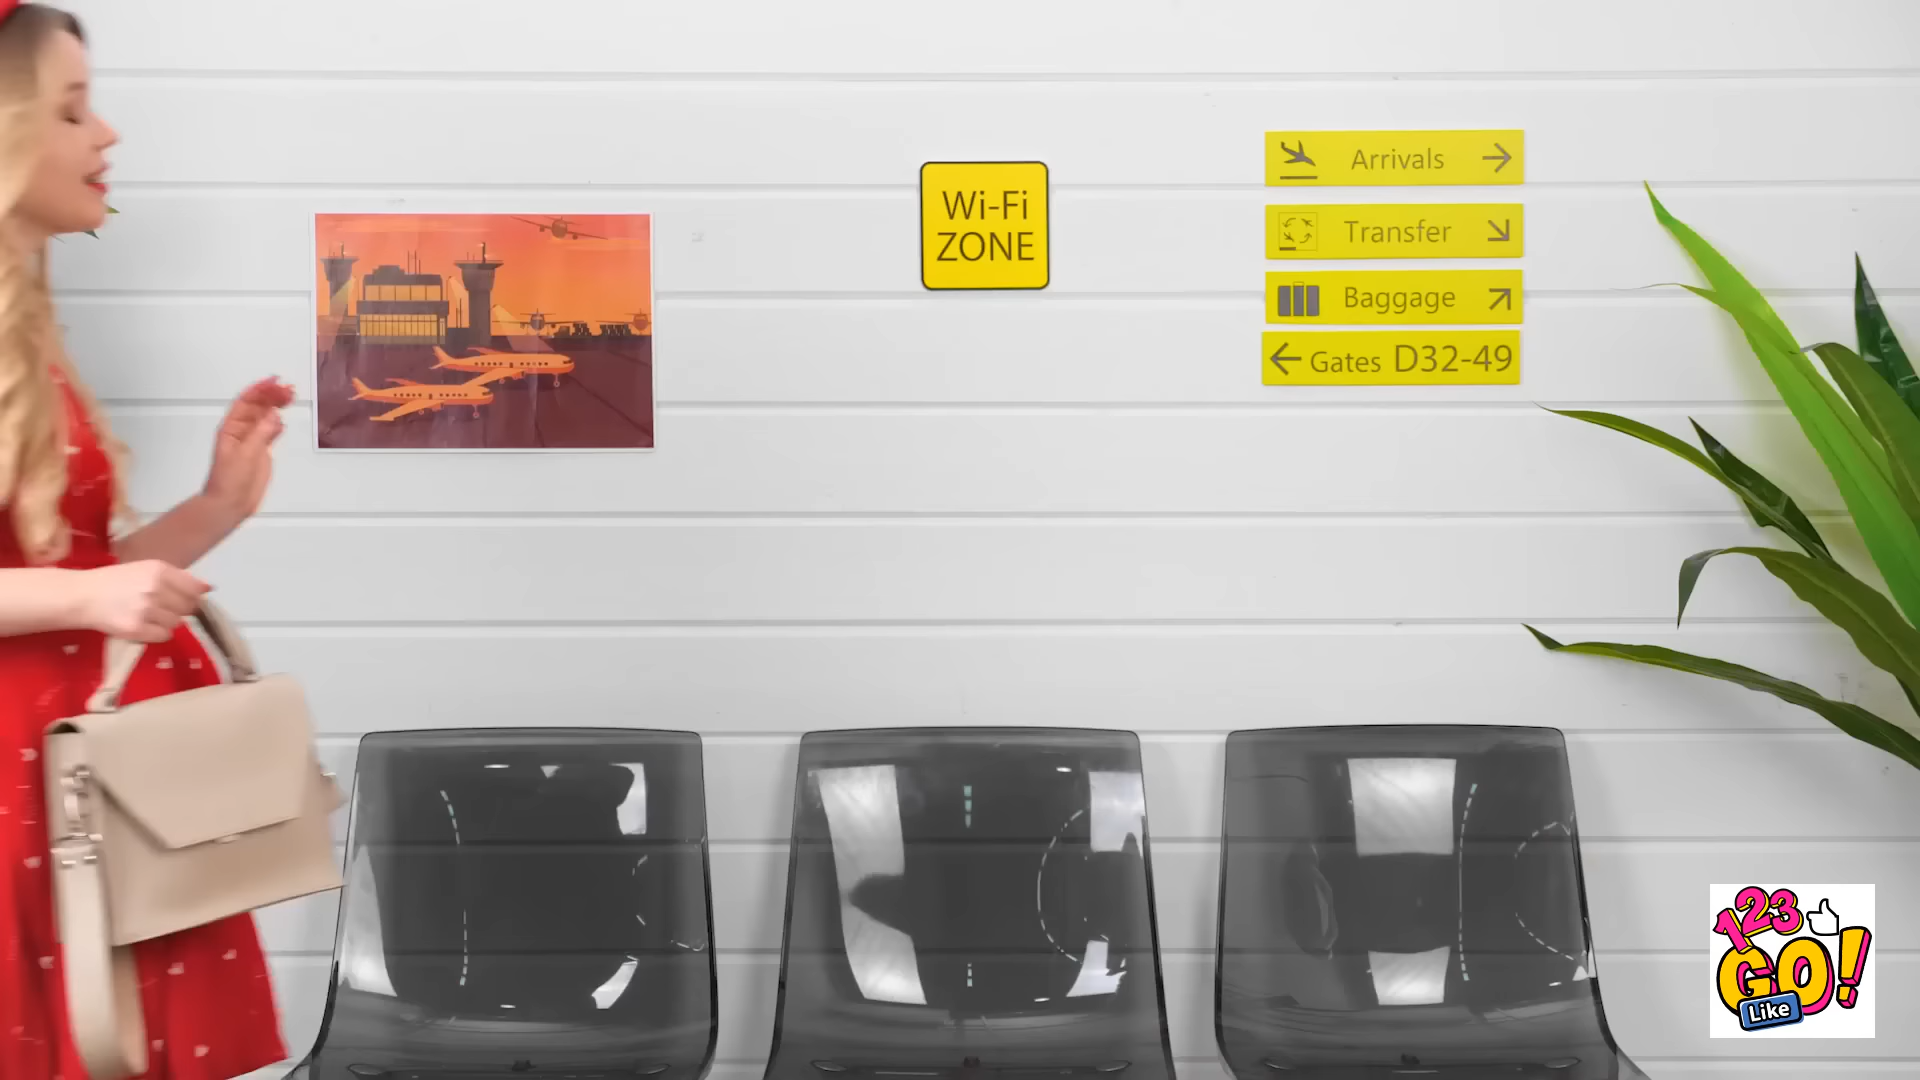 Wi-Fi
ZONE
Arrivals
Transfer
Baggage
Gates D32-49
123
GO!
Like